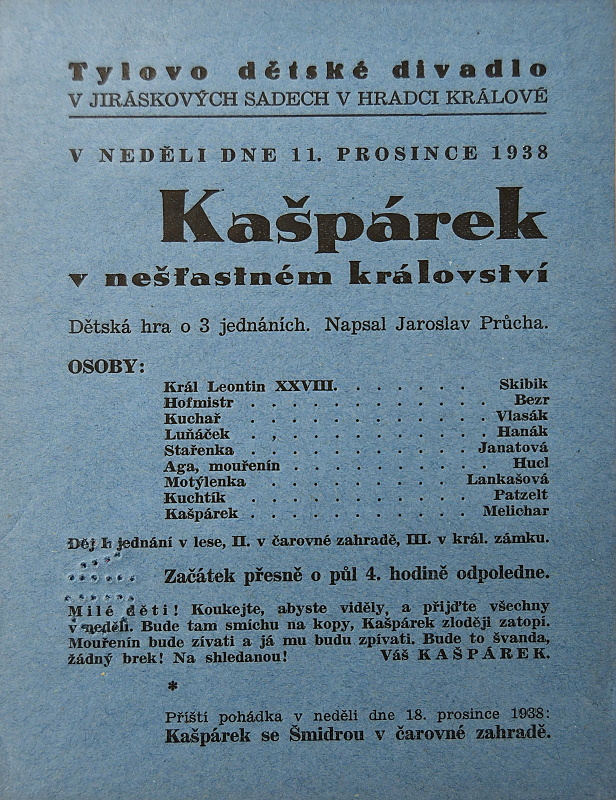 Tylovo dětské divadlo
V JIRÁSKOVÝCH SADECH V HRADCI KRÁLOVÉ
V NEDĚLI DNE 11. PROSINCE 1938
Kašpárek
v nešťastném království
Dětská hra o 3 jednáních. Napsal Jaroslav Průcha.
OSOBY:
Král Leontin XXVIII. . . . . . . Skibik
Hofmistr . . . . . . . . . Bezr
Kuchař . . . . . . . . . Vlasák
Luňáček . . . . . . . . . Hanák
Stařenka . . . . . . . . . Janatová
Aga, mouřenín . . . . . . . Hucl
Motýlenka . . . . . . . . Lankašová
Kuchtík . . . . . . . . . Patzelt
Kašpárek . . . . . . . . . Melichar
Děj I. jednání v lese, II. v čarovné zahradě, III. v král. zámku.
Začátek přesně o půl 4. hodině odpoledne.
Milé děti! Koukejte, abyste viděly, a přijďte všechny
v neděli. Bude tam smíchu na kopy, Kašpárek zloději zatopí.
Mouřenín bude zívati a já mu budu zpívati. Bude to švanda,
žádný brek! Na shledanou! Váš KAŠPÁREK.
*
Příští pohádka v neděli dne 18. prosince 1938:
Kašpárek se Šmidrou v čarovné zahradě.